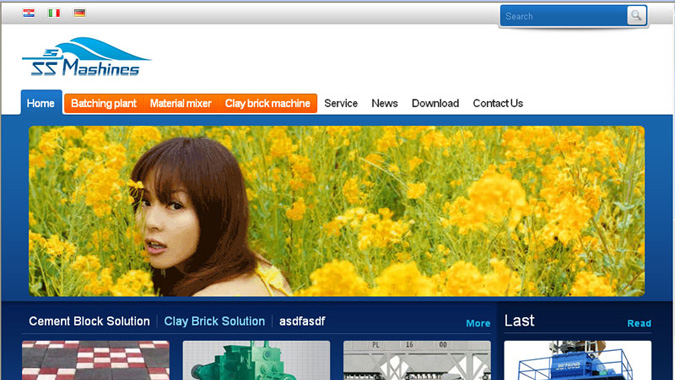 Search
SS Mashines
Home Batching plant Material mixer Clay brick machine Service News Download Contact Us
Cement Block Solution Clay Brick Solution asdfasdf More Last Read
PL 16 00